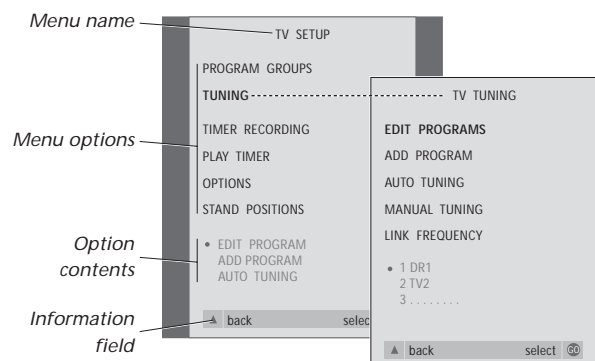 Menu name
TV SETUP
PROGRAM GROUPS
TUNING
TIMER RECORDING
Menu options
PLAY TIMER
OPTIONS
STAND POSITIONS
Option
contents
• EDIT PROGRAM
ADD PROGRAM
AUTO TUNING
Information
field
▲ back selec
TV TUNING
EDIT PROGRAMS
ADD PROGRAM
AUTO TUNING
MANUAL TUNING
LINK FREQUENCY
• 1 DR1
2 TV2
3 . . . . . . . .
▲ back select GO